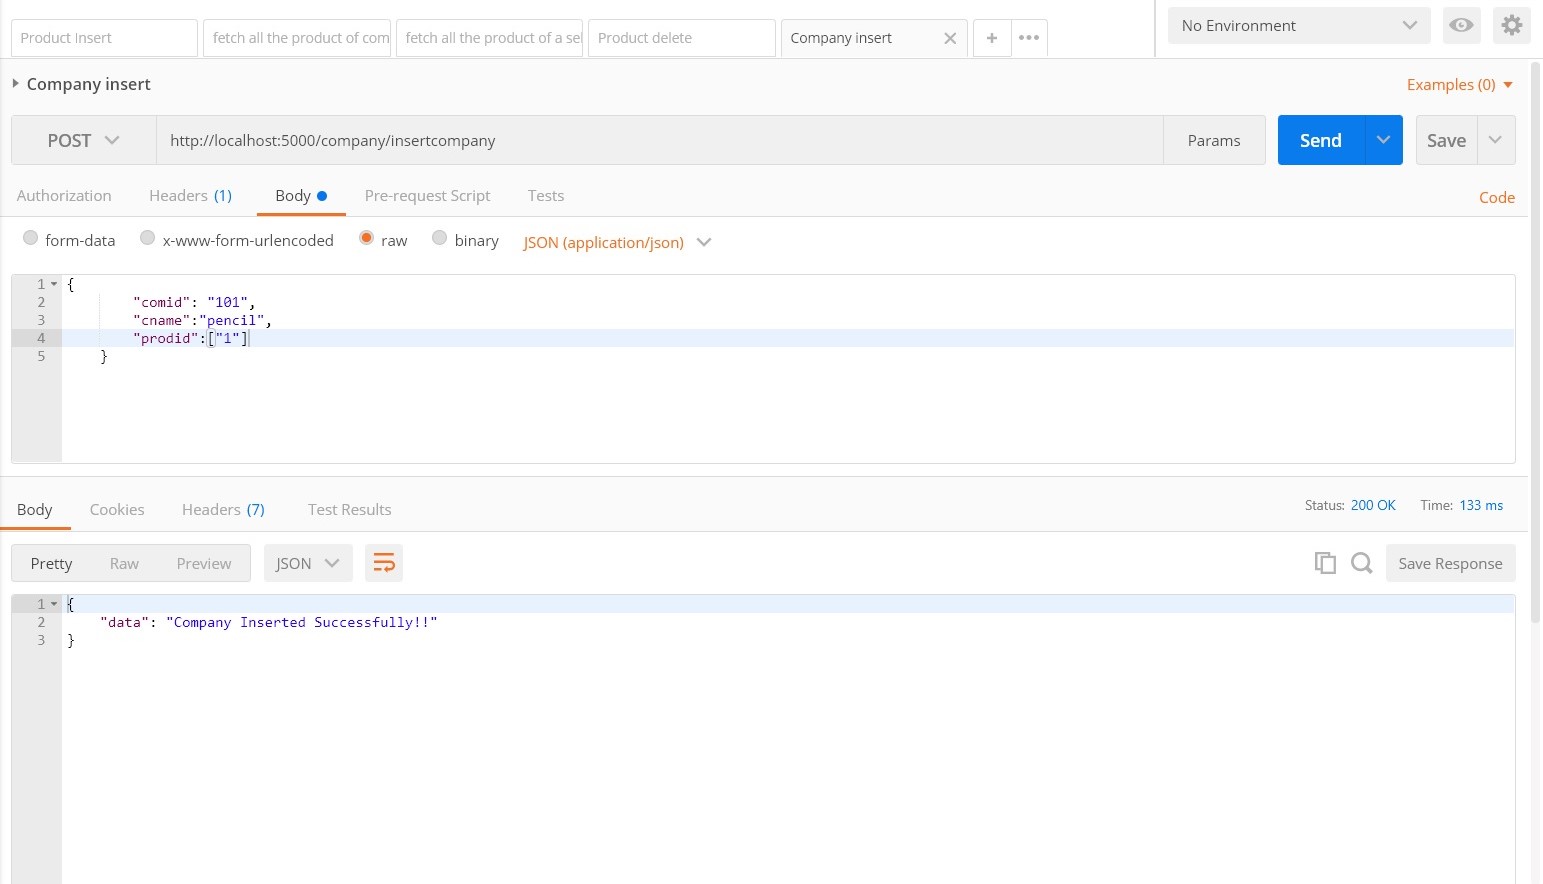 Product Insert
fetch all the product of com
fetch all the product of a sel
Product delete
Company insert
+
•••
No Environment
Company insert
Examples (0)
POST
http://localhost:5000/company/insertcompany
Params
Send
Save
Authorization
Headers (1)
Body
Pre-request Script
Tests
Code
form-data
x-www-form-urlencoded
raw
binary
JSON (application/json)
1 {
2 "comid": "101",
3 "cname":"pencil",
4 "prodid":["1"]
5 }
Body
Cookies
Headers (7)
Test Results
Status: 200 OK
Time: 133 ms
Pretty
Raw
Preview
JSON
Save Response
1 {
2 "data": "Company Inserted Successfully!!"
3 }